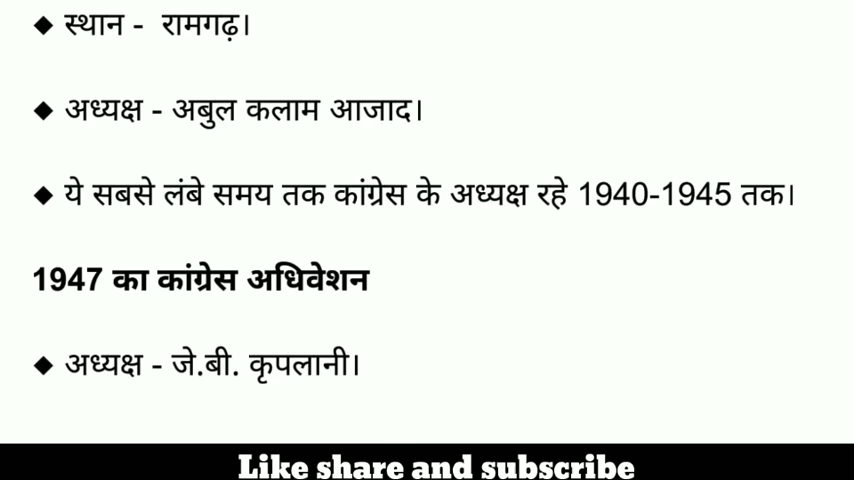 ◆ स्थान - रामगढ़।
◆ अध्यक्ष - अबुल कलाम आजाद।
◆ ये सबसे लंबे समय तक कांग्रेस के अध्यक्ष रहे 1940-1945 तक।
1947 का कांग्रेस अधिवेशन
◆ अध्यक्ष - जे.बी. कृपलानी।
Like share and subscribe